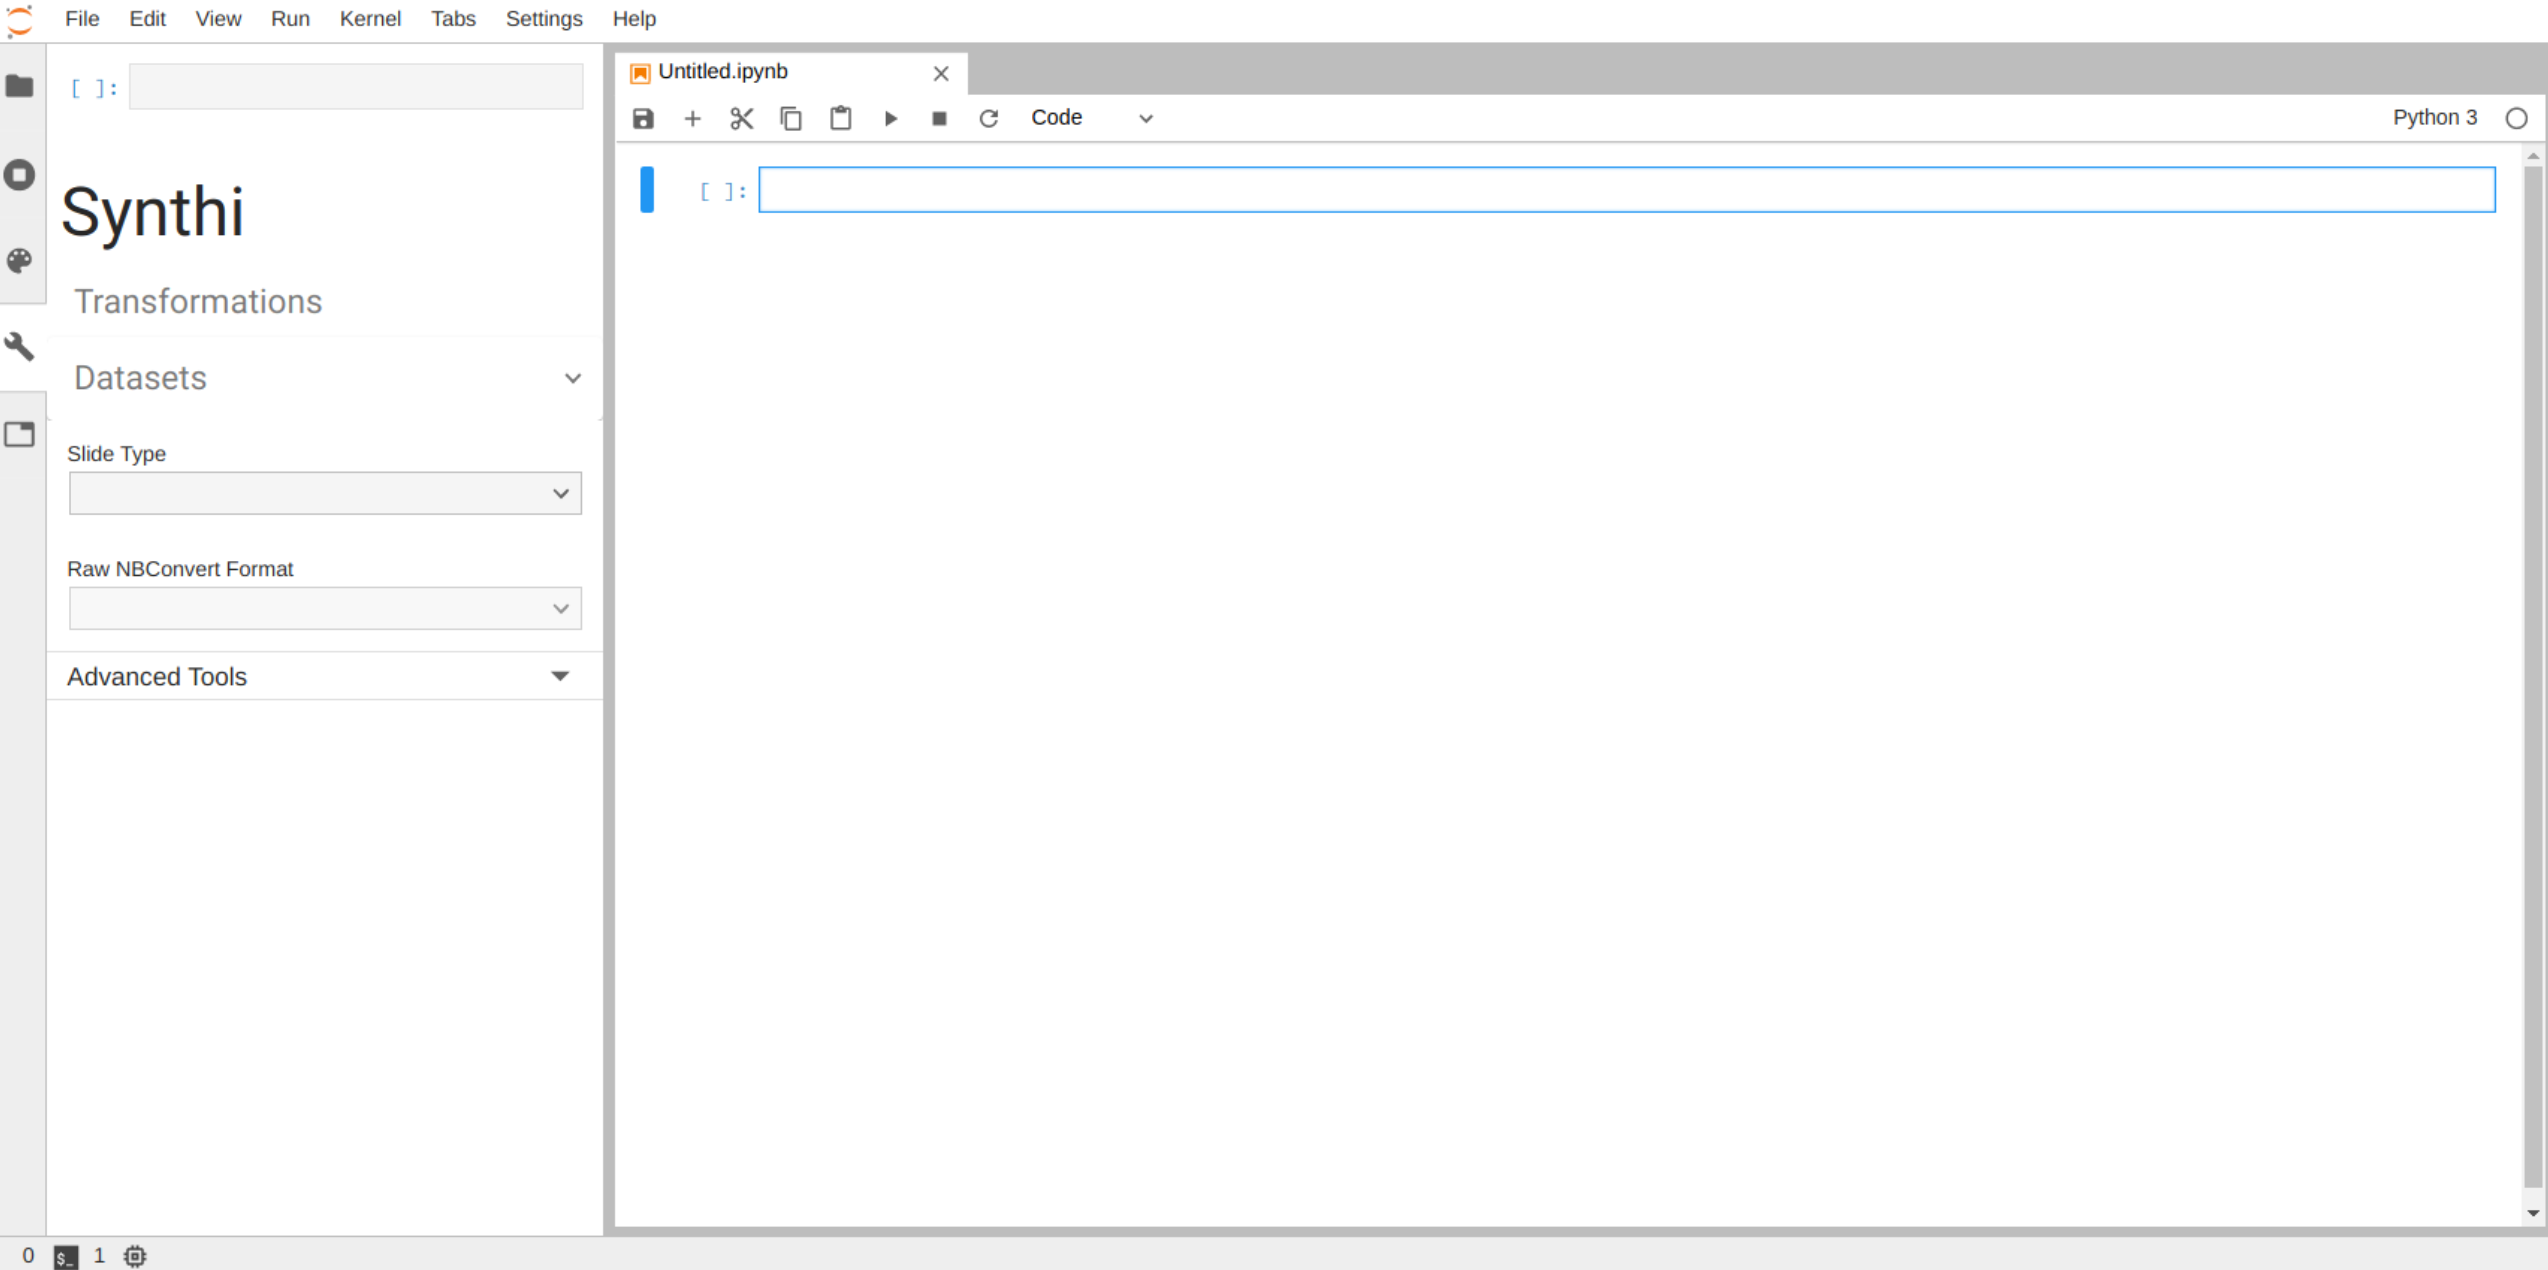 File Edit View Run Kernel Tabs Settings Help
[ ]:
Synthi
Transformations
Datasets
Slide Type
Raw NBConvert Format
Advanced Tools
Untitled.ipynb
Code
Python 3
[ ]:
0 $_ 1